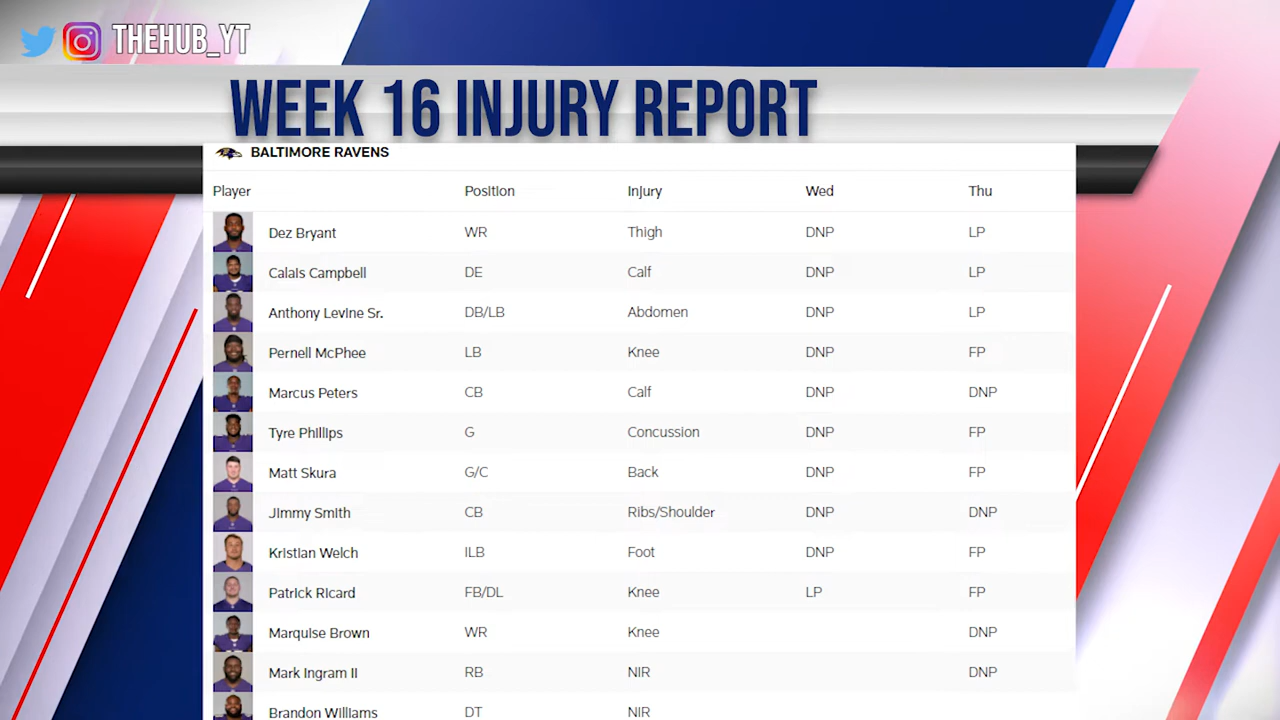 THEHUB_YT
WEEK 16 INJURY REPORT
BALTIMORE RAVENS
Player Position Injury Wed Thu
Dez Bryant WR Thigh DNP LP
Calais Campbell DE Calf DNP LP
Anthony Levine Sr. DB/LB Abdomen DNP LP
Pernell McPhee LB Knee DNP FP
Marcus Peters CB Calf DNP DNP
Tyre Phillips G Concussion DNP FP
Matt Skura G/C Back DNP FP
Jimmy Smith CB Ribs/Shoulder DNP DNP
Kristian Welch ILB Foot DNP FP
Patrick Ricard FB/DL Knee LP FP
Marquise Brown WR Knee DNP
Mark Ingram II RB NIR DNP
Brandon Williams DT NIR